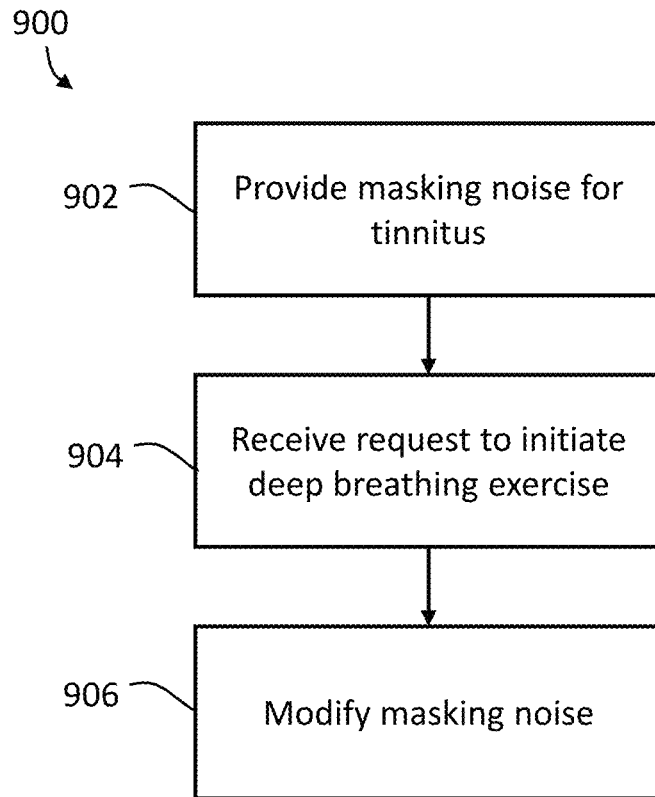 900
902
Provide masking noise for
tinnitus
904
Receive request to initiate
deep breathing exercise
906
Modify masking noise